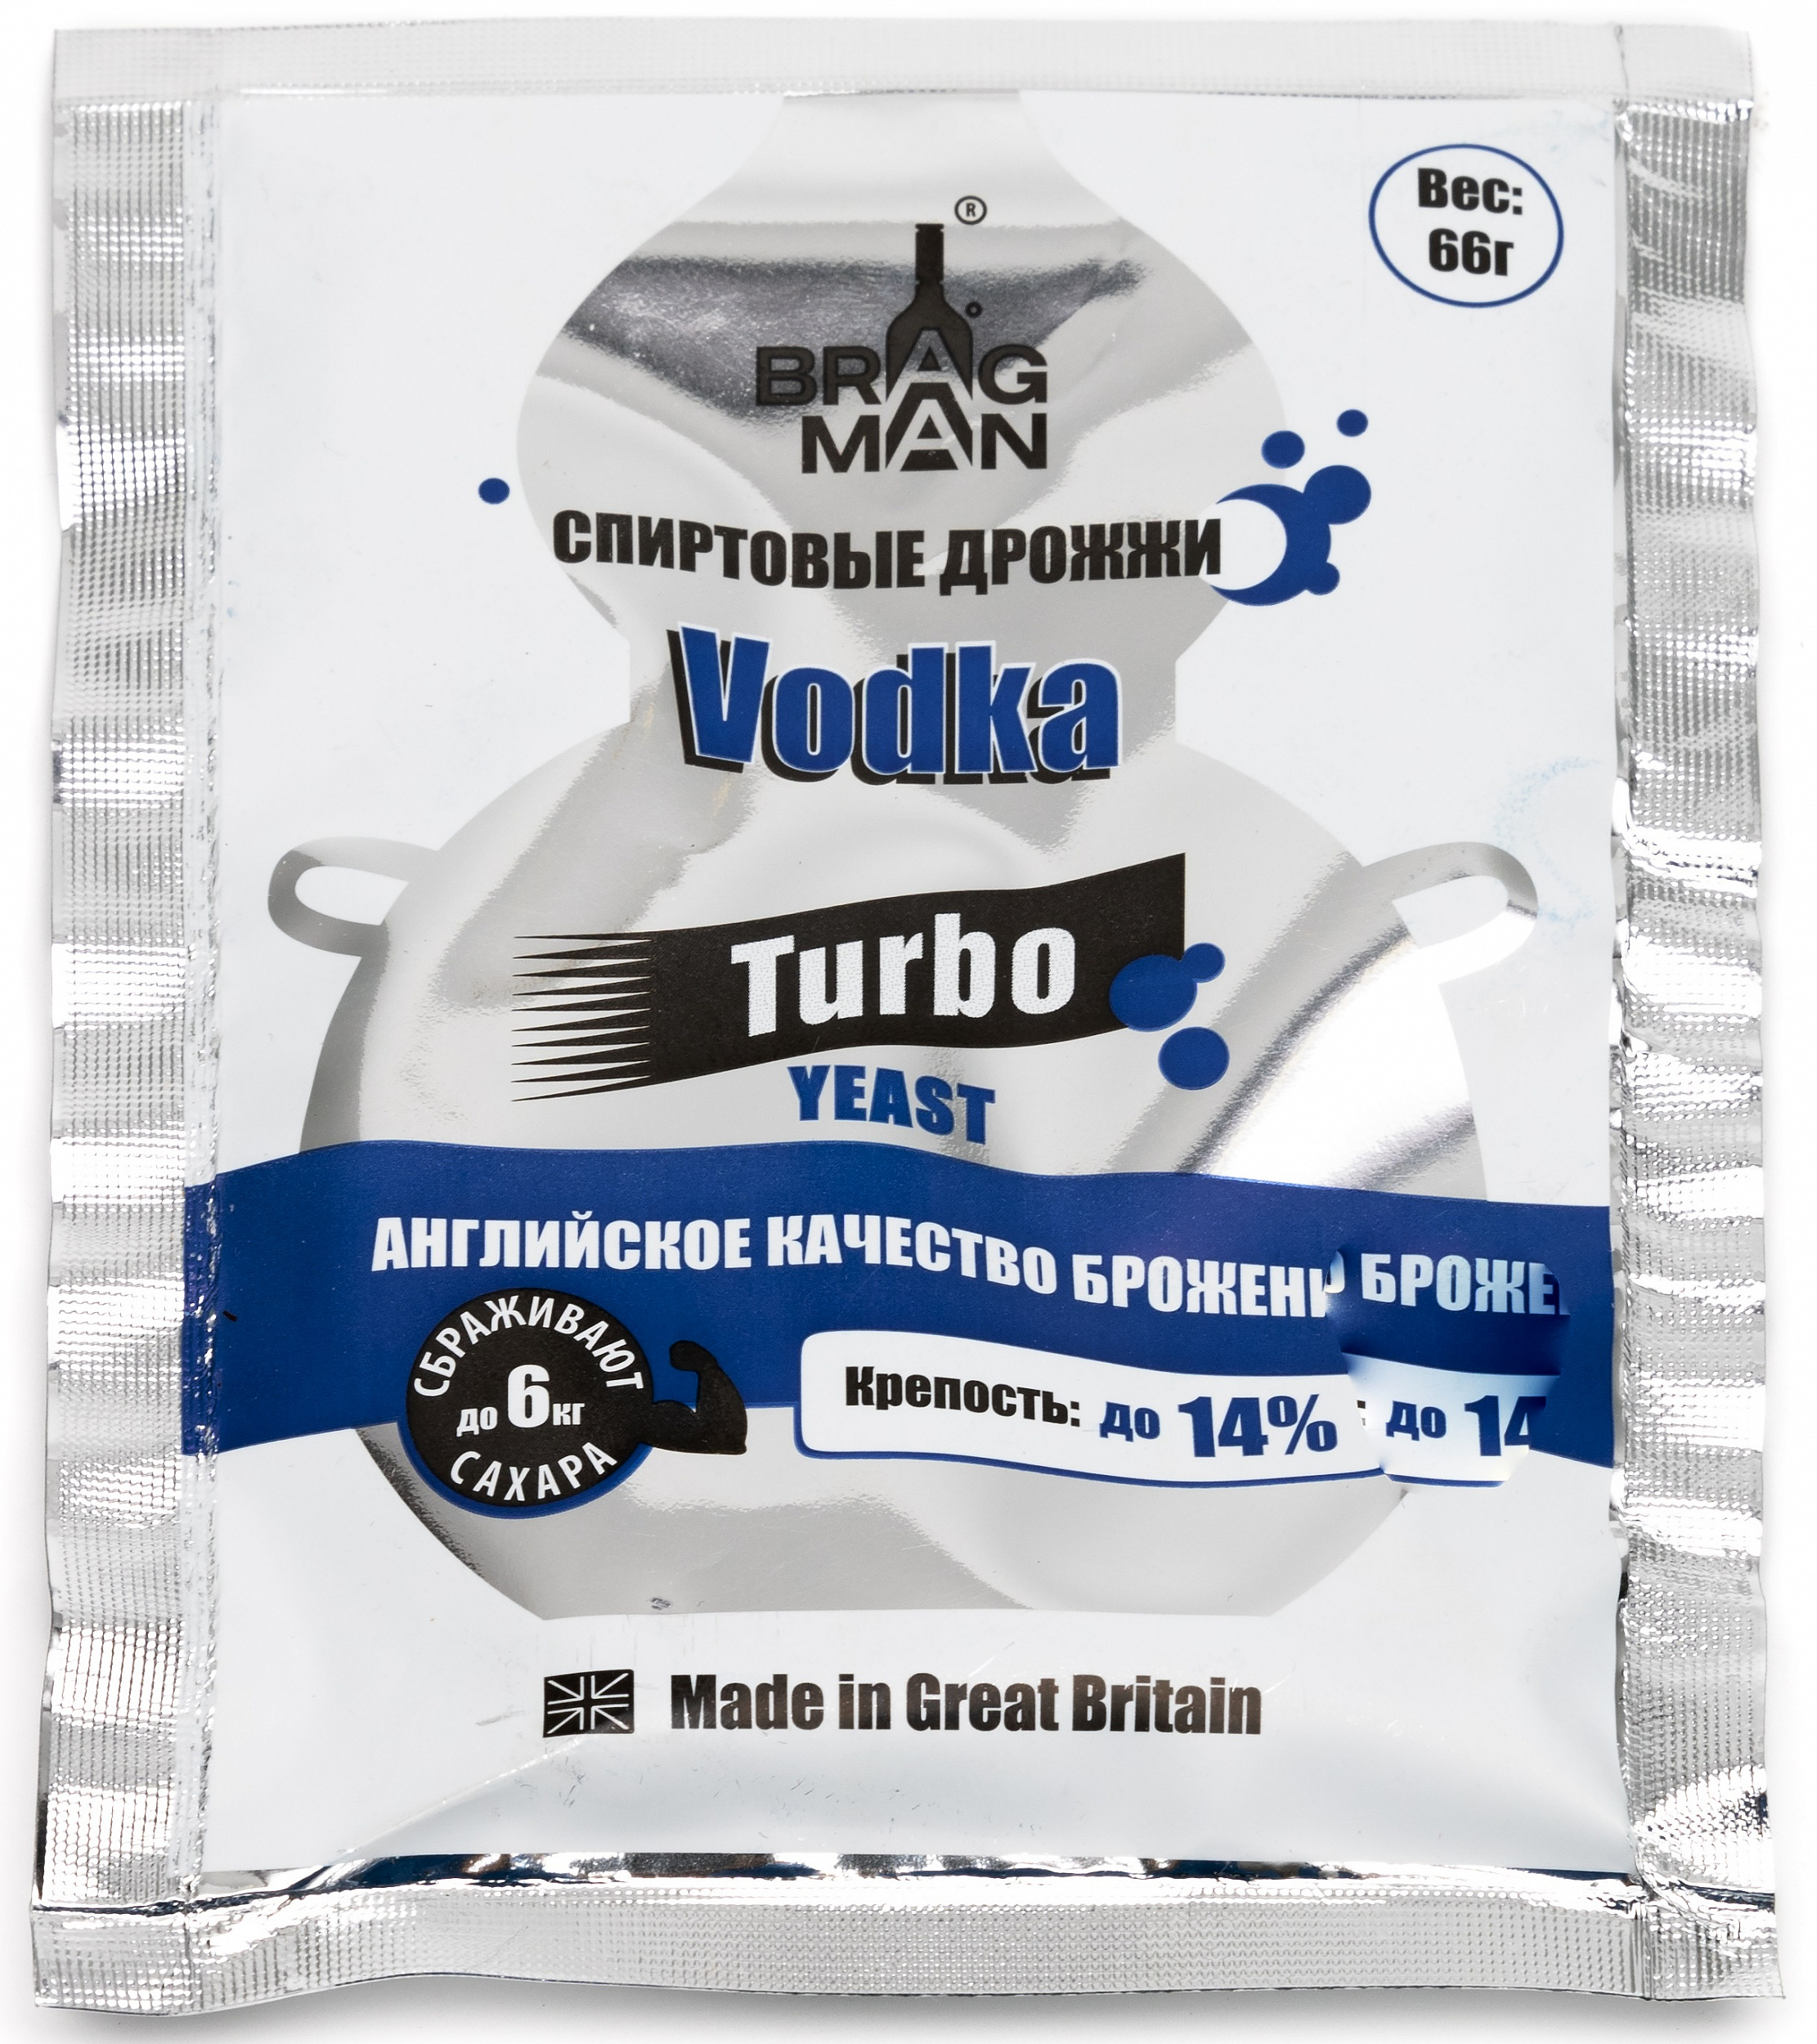 Вес:
66г
®
BRAG
MAN
СПИРТОВЫЕ ДРОЖЖИ
Vodka
Turbo
YEAST
АНГЛИЙСКОЕ КАЧЕСТВО БРОЖЕНИ БРОЖЕ
СБРАЖИВАЮТ
до 6кг
САХАРА
Крепость: до 14% : до 14
Made in Great Britain